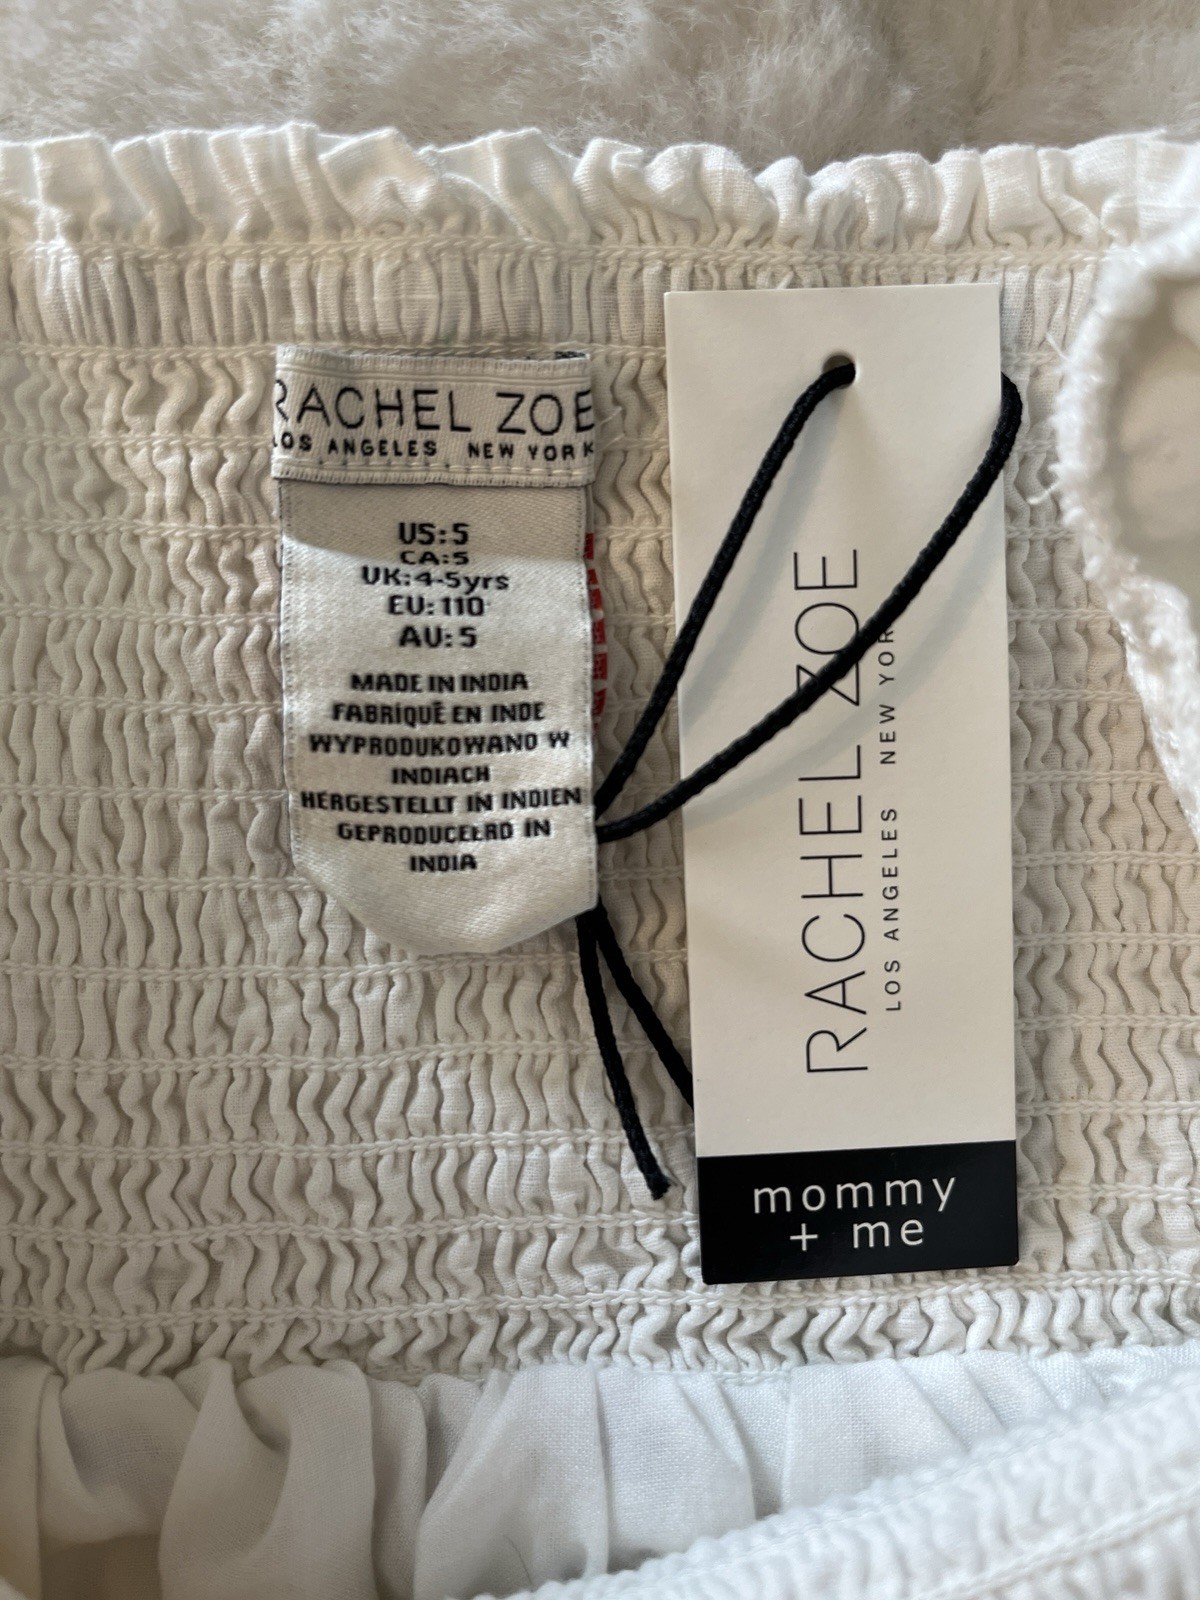 RACHEL ZOE
LOS ANGELES NEW YORK
US:5
CA:5
UK:4-5yrs
EU:110
AU:5
MADE IN INDIA
FABRIQUÉ EN INDE
WYPRODUKOWANO W
INDIACH
HERGESTELLT IN INDIEN
GEPRODUCEERD IN
INDIA
RACHEL ZOE
LOS ANGELES NEW YOR
mommy
+ me